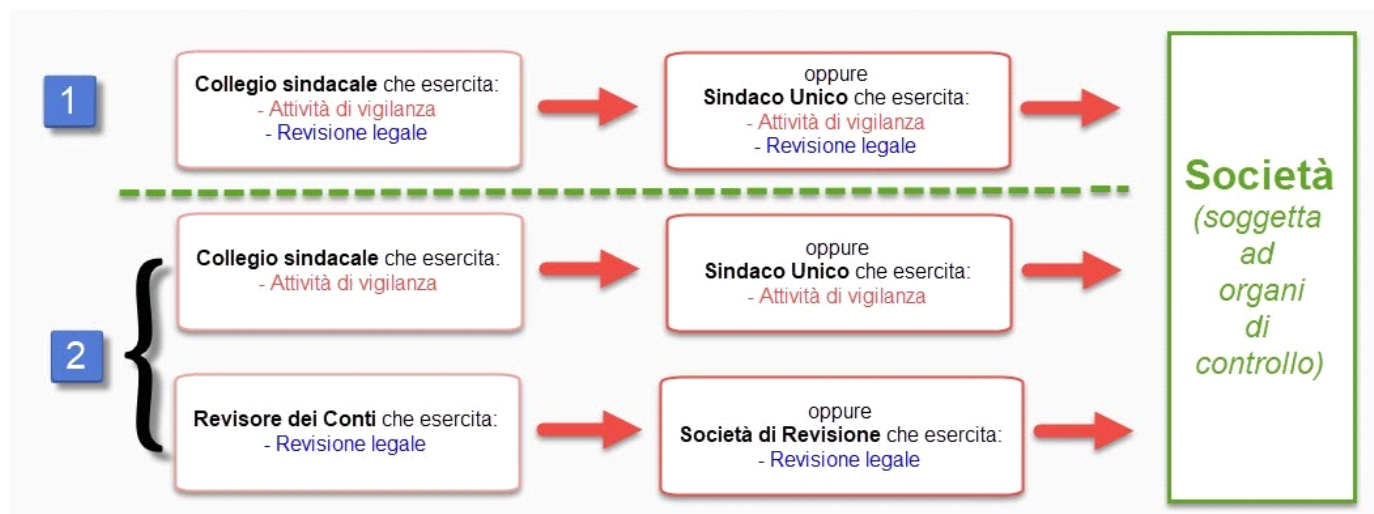 1
Collegio sindacale che esercita:
- Attività di vigilanza
- Revisione legale
oppure
Sindaco Unico che esercita:
- Attività di vigilanza
- Revisione legale
2
Collegio sindacale che esercita:
- Attività di vigilanza
oppure
Sindaco Unico che esercita:
- Attività di vigilanza
Revisore dei Conti che esercita:
- Revisione legale
oppure
Società di Revisione che esercita:
- Revisione legale
Società
(soggetta
ad
organi
di
controllo)